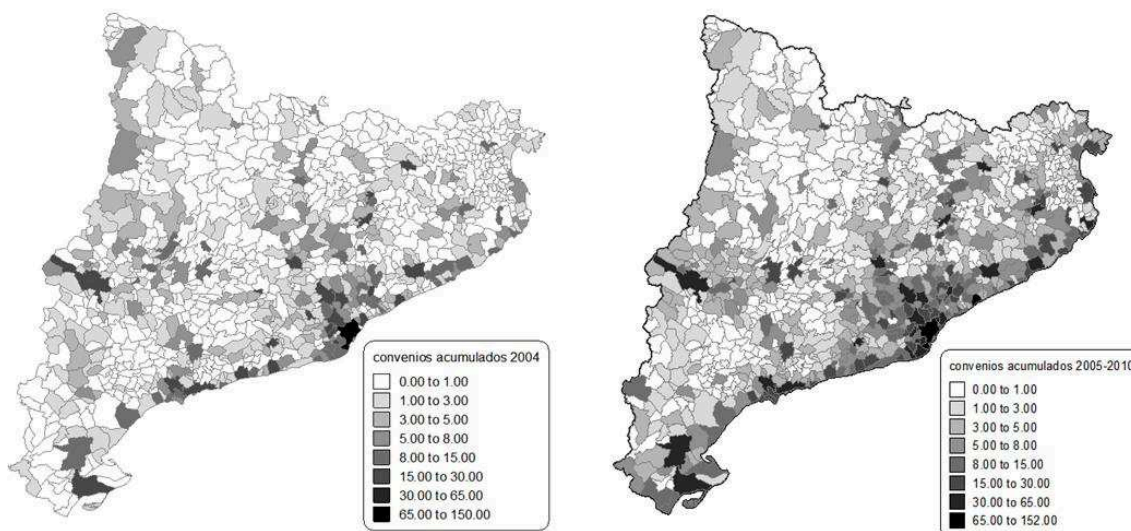 convenios acumulados 2004
0.00 to 1.00
1.00 to 3.00
3.00 to 5.00
5.00 to 8.00
8.00 to 15.00
15.00 to 30.00
30.00 to 65.00
65.00 to 150.00
convenios acumulados 2005-2010
0.00 to 1.00
1.00 to 3.00
3.00 to 5.00
5.00 to 8.00
8.00 to 15.00
15.00 to 30.00
30.00 to 65.00
65.00 to 152.00